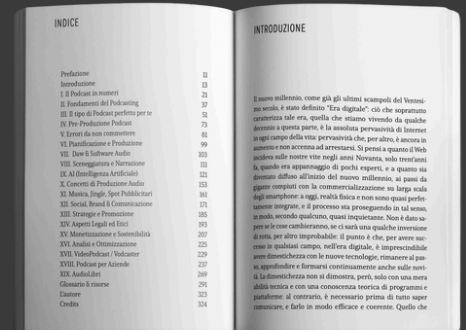 INDICE
Prefazione 11
Introduzione 13
I. Il Podcast in numeri 21
II. Fondamenti del Podcasting 37
III. Il tipo di Podcast perfetto per te 51
IV. Pre-Produzione Podcast 73
V. Errori da non commettere 81
VI. Pianificazione e Produzione 99
VII. Daw & Software Audio 103
VIII. Sceneggiatura e Narrazione 111
IX. AI (Intelligenza Artificiale) 121
X. Concetti di Produzione Audio 153
XI. Musica, Jingle, Spot Pubblicitari 161
XII. Social, Brand & Comunicazione 171
XIII. Strategie e Promozione 185
XIV. Aspetti Legali ed Etici 193
XV. Monetizzazione e Sostenibilità 207
XVI. Analisi e Ottimizzazione 225
XVII. VideoPodcast / Vodcaster 229
XVIII. Podcast per Aziende 237
XIX. AudioLibri 269
Glossario & risorse 291
L'autore 323
Credits 324
INTRODUZIONE
Il nuovo millennio, come già gli ultimi scampoli del Ventesi-
mo secolo, è stato definito "Era digitale": ciò che soprattutto
caratterizza tale era, quella che stiamo vivendo da qualche
decennio a questa parte, è la assoluta pervasività di Internet
in ogni campo della vita: pervasività che, per altro, è ancora in
aumento e non accenna ad arrestarsi. Si pensi a quanto il Web
incideva sulle nostre vite negli anni Novanta, solo trent'anni
fa, quando era appannaggio di pochi esperti, e a quanto sia
diventato diffuso all'inizio del nuovo millennio, ai passi da
gigante compiuti con la commercializzazione su larga scala
degli smartphone: a oggi, realtà fisica e non sono quasi perfet-
tamente integrate, e il processo sta proseguendo in tal senso,
in modo, secondo qualcuno, quasi inquietante. Non è dato sa-
pere se le cose cambieranno, se ci sarà una qualche inversione
di rotta, per altro improbabile: il punto è che, per avere suc-
cesso in qualsiasi campo, nell'era digitale, è imprescindibile
avere dimestichezza con le nuove tecnologie, rimanere al pas-
so, approfondire e formarsi continuamente anche sulle novi-
tà. La dimestichezza non si dimostra, però, solo con una mera
abilità tecnica e con una conoscenza teorica di programmi e
piattaforme: al contrario, è necessario prima di tutto saper
comunicare, e farlo in modo efficace e coerente. Quello che